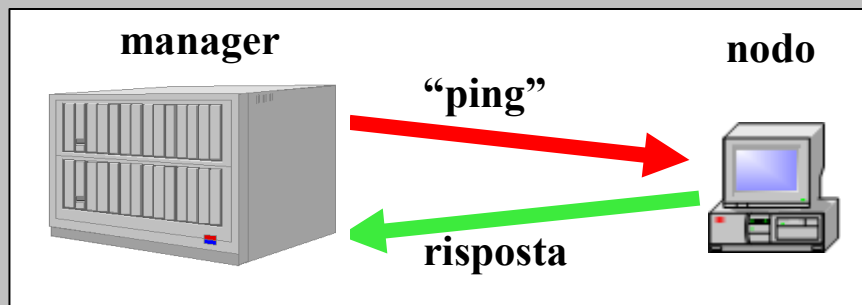 manager
nodo
“ping”
risposta